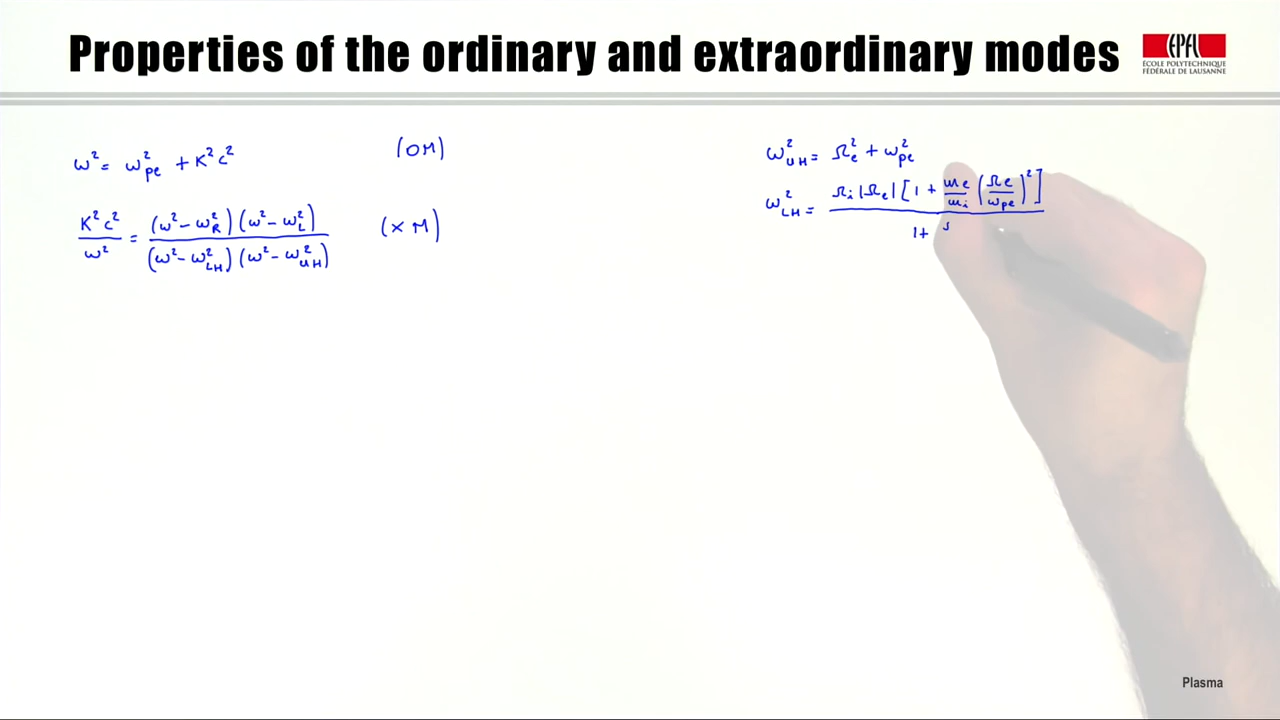 Properties of the ordinary and extraordinary modes
EPFL
ÉCOLE POLYTECHNIQUE
FÉDÉRALE DE LAUSANNE
ω² = ω²pe + K²c² (OM)
K²c²/ω² = (ω² − ω²R)(ω² − ω²L) / (ω² − ω²LH)(ω² − ω²UH) (XM)
ω²UH = Ω²e + ω²pe
ω²LH = Ωi|Ωe|[1 + me/mi (Ωe/ωpe)²] / 1+
Plasma